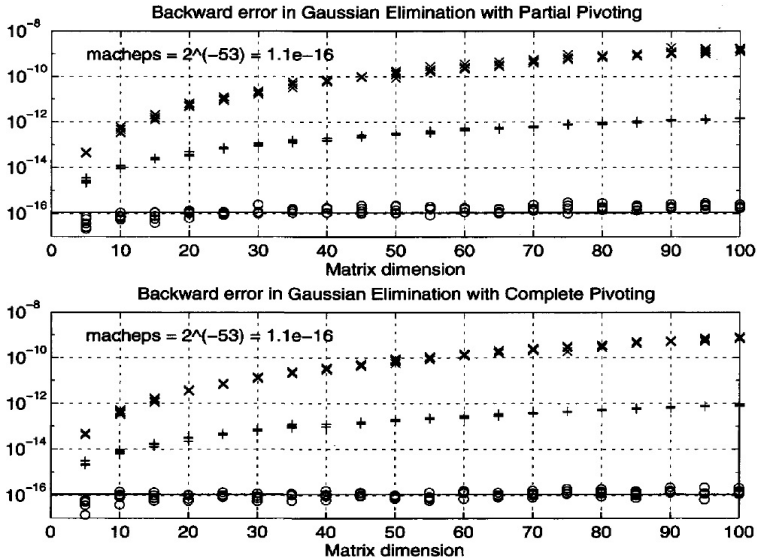 Backward error in Gaussian Elimination with Partial Pivoting
10^-8
macheps = 2^(-53) = 1.1e-16
10^-10
10^-12
10^-14
10^-16
0 10 20 30 40 50 60 70 80 90 100
Matrix dimension
Backward error in Gaussian Elimination with Complete Pivoting
10^-8
macheps = 2^(-53) = 1.1e-16
10^-10
10^-12
10^-14
10^-16
0 10 20 30 40 50 60 70 80 90 100
Matrix dimension